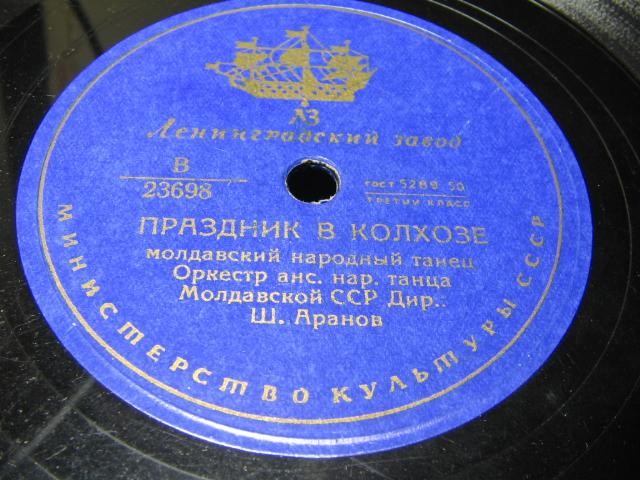 ЛЗ
Ленинградский завод
В
23698
ГОСТ 5289 50
ТРЕТИЙ КЛАСС
ПРАЗДНИК В КОЛХОЗЕ
молдавский народный танец
Оркестр анс. нар. танца
Молдавской ССР Дир..
Ш. Аранов
МИНИСТЕРСТВО КУЛЬТУРЫ СССР